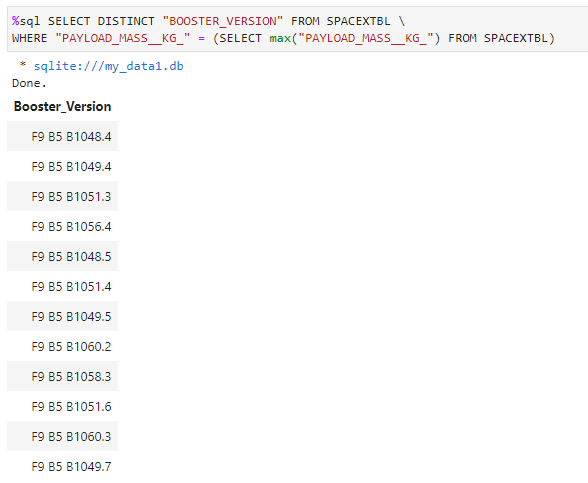 %sql SELECT DISTINCT "BOOSTER_VERSION" FROM SPACEXTBL \
WHERE "PAYLOAD_MASS__KG_" = (SELECT max("PAYLOAD_MASS__KG_") FROM SPACEXTBL)
* sqlite:///my_data1.db
Done.
Booster_Version
F9 B5 B1048.4
F9 B5 B1049.4
F9 B5 B1051.3
F9 B5 B1056.4
F9 B5 B1048.5
F9 B5 B1051.4
F9 B5 B1049.5
F9 B5 B1060.2
F9 B5 B1058.3
F9 B5 B1051.6
F9 B5 B1060.3
F9 B5 B1049.7